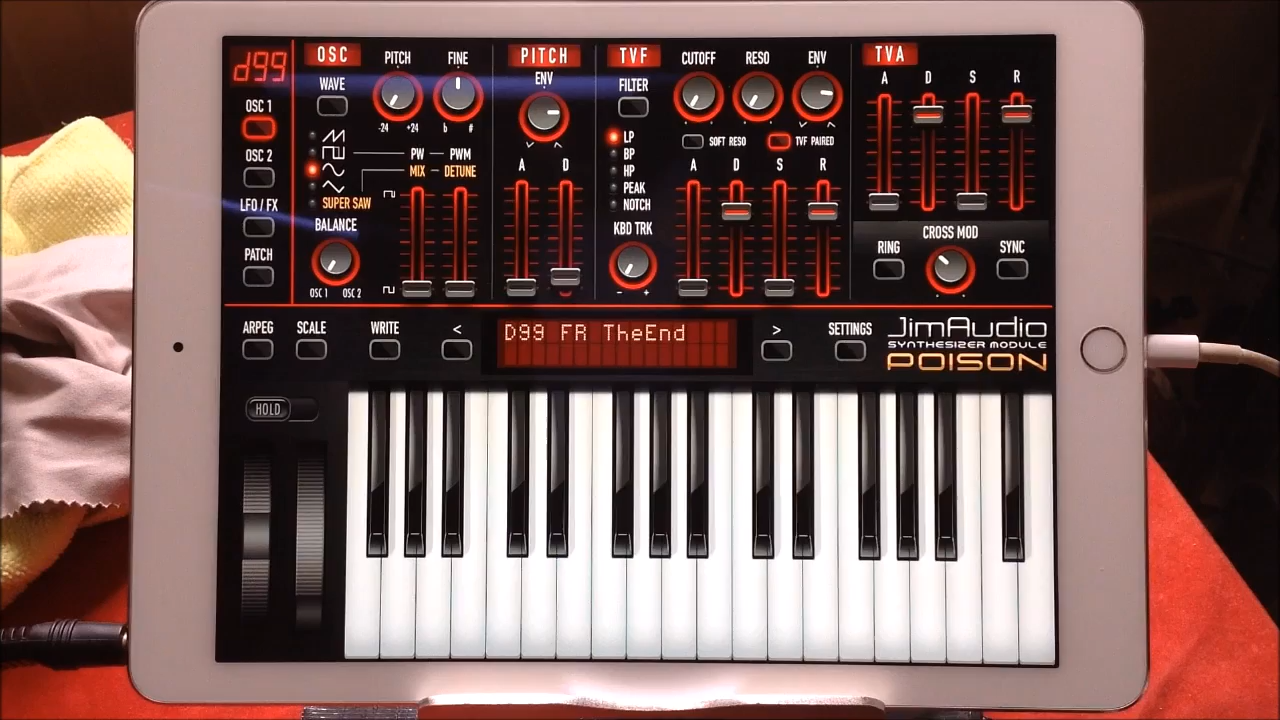 d99
OSC 1
OSC 2
LFO / FX
PATCH
OSC
WAVE
PITCH
FINE
-24 +24
b #
PW PWM
MIX DETUNE
SUPER SAW
BALANCE
OSC 1 OSC 2
PITCH
ENV
A D
TVF
FILTER
CUTOFF
RESO
ENV
LP
BP
HP
PEAK
NOTCH
SOFT RESO
TVF PAIRED
A D S R
KBD TRK
- +
TVA
A D S R
CROSS MOD
RING
SYNC
ARPEG
SCALE
WRITE
<
D99 FR TheEnd
>
SETTINGS
JimAudio
SYNTHESIZER MODULE
POISON
HOLD